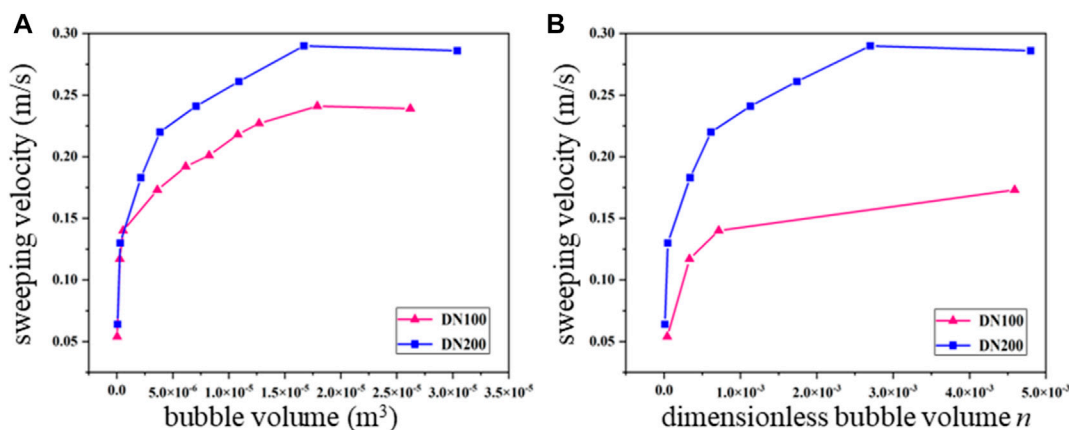 A
sweeping velocity (m/s)
0.30
0.25
0.20
0.15
0.10
0.05
0.0
5.0×10⁻⁶
1.0×10⁻⁵
1.5×10⁻⁵
2.0×10⁻⁵
2.5×10⁻⁵
3.0×10⁻⁵
3.5×10⁻⁵
bubble volume (m³)
DN100
DN200
B
sweeping velocity (m/s)
0.30
0.25
0.20
0.15
0.10
0.05
0.0
1.0×10⁻³
2.0×10⁻³
3.0×10⁻³
4.0×10⁻³
5.0×10⁻³
dimensionless bubble volume n
DN100
DN200